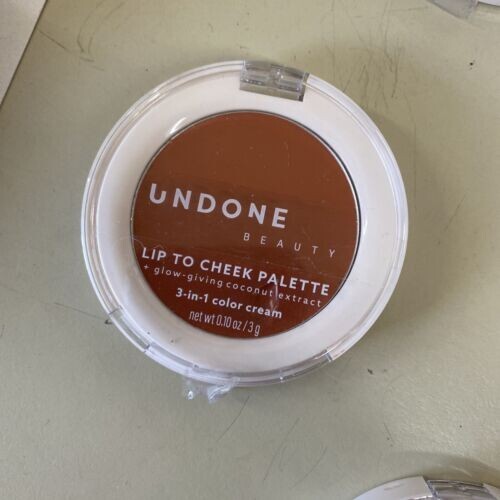 UNDONE
BEAUTY
LIP TO CHEEK PALETTE
+ glow-giving coconut extract
3-in-1 color cream
net wt 0.10 oz / 3 g